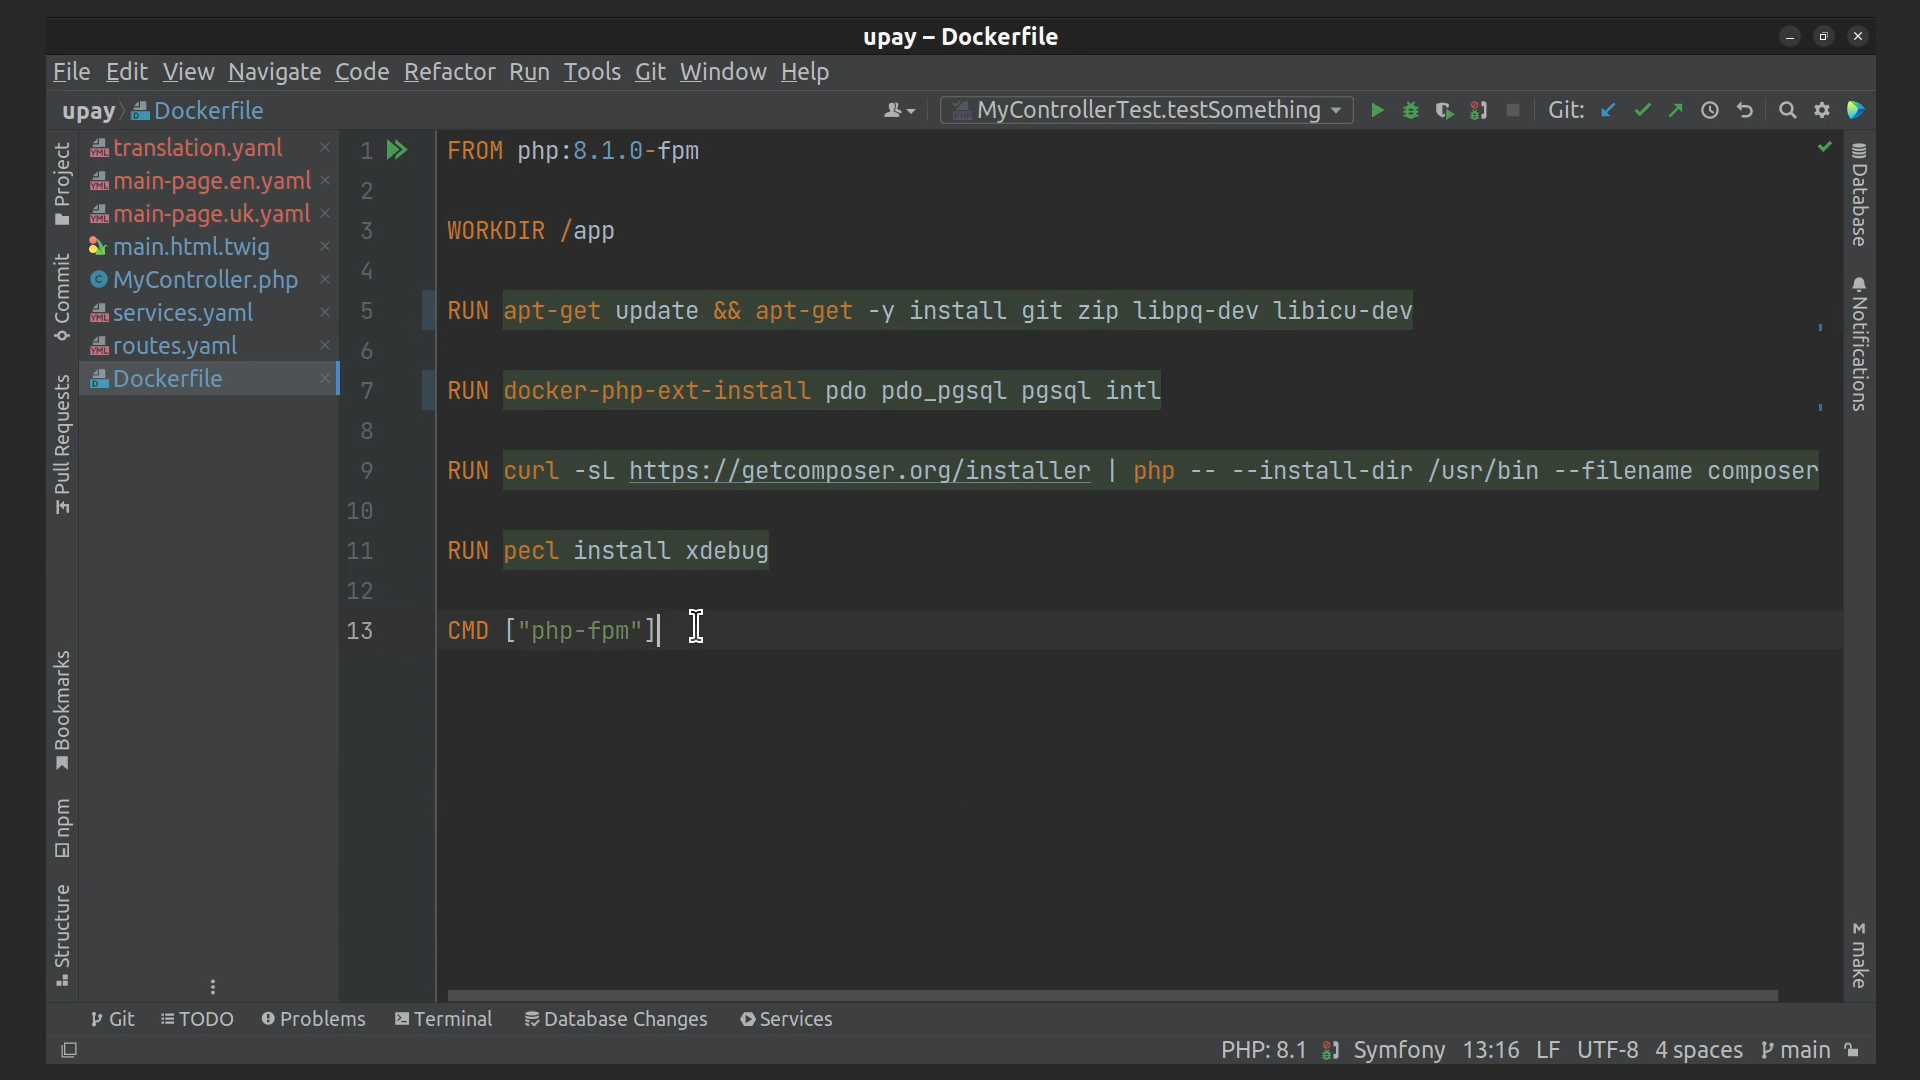 upay – Dockerfile
File Edit View Navigate Code Refactor Run Tools Git Window Help
upay Dockerfile MyControllerTest.testSomething Git:
Project
Commit
Pull Requests
Bookmarks
npm
Structure
translation.yaml
main-page.en.yaml
main-page.uk.yaml
main.html.twig
MyController.php
services.yaml
routes.yaml
Dockerfile
1 FROM php:8.1.0-fpm
2
3 WORKDIR /app
4
5 RUN apt-get update && apt-get -y install git zip libpq-dev libicu-dev
6
7 RUN docker-php-ext-install pdo pdo_pgsql pgsql intl
8
9 RUN curl -sL https://getcomposer.org/installer | php -- --install-dir /usr/bin --filename composer
10
11 RUN pecl install xdebug
12
13 CMD ["php-fpm"]
Database
Notifications
make
Git TODO Problems Terminal Database Changes Services
PHP: 8.1 Symfony 13:16 LF UTF-8 4 spaces main